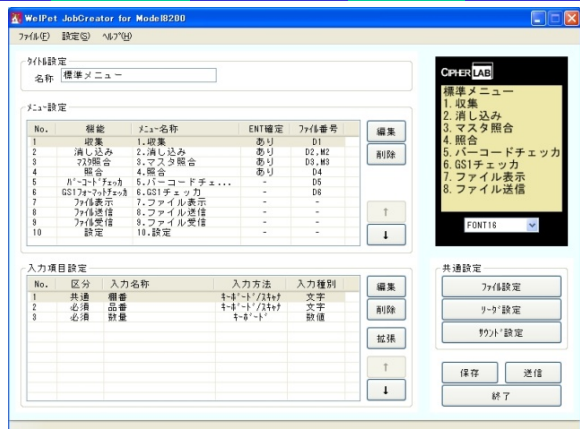 WelPet JobCreator for Model8200
ファイル(F) 設定(S) ヘルプ(H)
タイトル設定
名称 標準メニュー
メニュー設定
No. 機能 メニュー名称 ENT確定 ファイル番号
1 収集 1.収集 あり D1
2 消し込み 2.消し込み あり D2,M2
3 マスタ照合 3.マスタ照合 あり D3,M3
4 照合 4.照合 あり D4
5 バーコードチェッカ 5.バーコードチェ... - D5
6 GS1フォーマットチェッカ 6.GS1チェッカ - D6
7 ファイル表示 7.ファイル表示 - -
8 ファイル送信 8.ファイル送信 - -
9 ファイル受信 9.ファイル受信 - -
10 設定 10.設定 - -
編集
削除
↑
↓
CIPHERLAB
標準メニュー
1.収集
2.消し込み
3.マスタ照合
4.照合
5.バーコードチェッカ
6.GS1チェッカ
7.ファイル表示
8.ファイル送信
FONT16
入力項目設定
No. 区分 入力名称 入力方法 入力種別
1 共通 棚番 キーボード/スキャナ 文字
2 必須 品番 キーボード/スキャナ 文字
3 必須 数量 キーボード 数値
編集
削除
拡張
↑
↓
共通設定
ファイル設定
リーダ設定
サウンド設定
保存 送信
終了